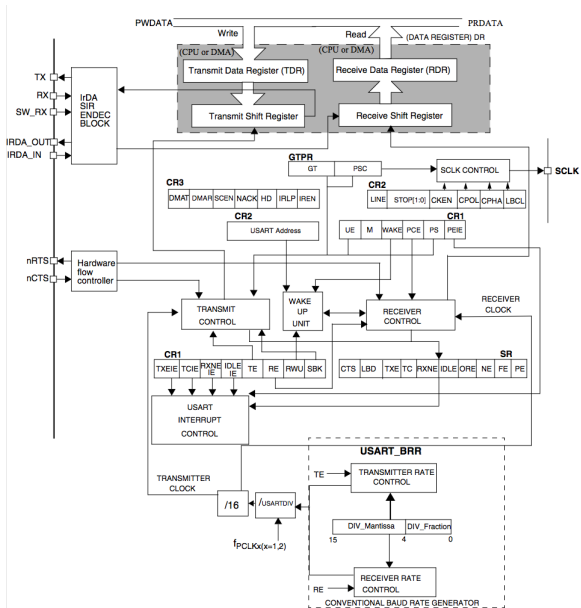 PWDATA
PRDATA
Write
Read
(DATA REGISTER) DR
(CPU or DMA)
(CPU or DMA)
TX
RX
SW_RX
IRDA_OUT
IRDA_IN
IrDA
SIR
ENDEC
BLOCK
Transmit Data Register (TDR)
Receive Data Register (RDR)
Transmit Shift Register
Receive Shift Register
GTPR
GT PSC
SCLK CONTROL
SCLK
CR3
DMAT DMAR SCEN NACK HD IRLP IREN
CR2
LINE STOP[1:0] CKEN CPOL CPHA LBCL
CR2
USART Address
CR1
UE M WAKE PCE PS PEIE
nRTS
nCTS
Hardware
flow
controller
TRANSMIT
CONTROL
WAKE
UP
UNIT
RECEIVER
CONTROL
RECEIVER
CLOCK
CR1
TXEIE TCIE RXNE IE IDLE IE TE RE RWU SBK
SR
CTS LBD TXE TC RXNE IDLE ORE NE FE PE
USART
INTERRUPT
CONTROL
USART_BRR
TRANSMITTER
CLOCK
TE
TRANSMITTER RATE
CONTROL
/16
/USARTDIV
DIV_Mantissa DIV_Fraction
15 4 0
fPCLKx(x=1,2)
RE
RECEIVER RATE
CONTROL
CONVENTIONAL BAUD RATE GENERATOR